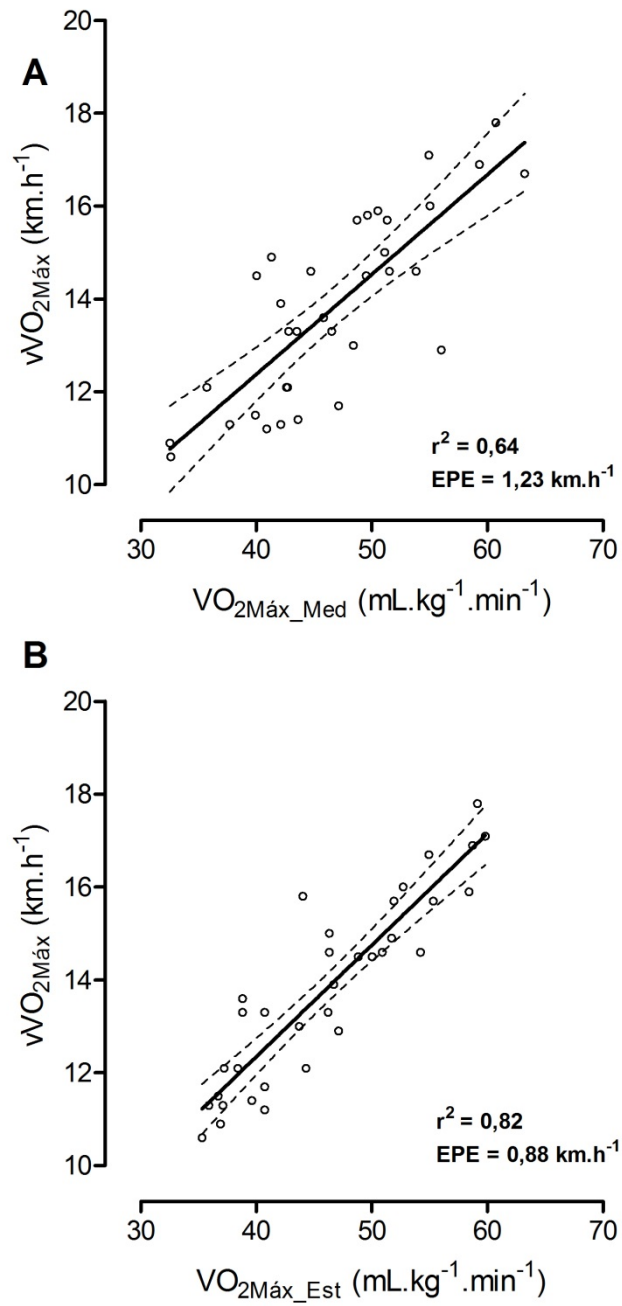 A
20
18
16
14
12
10
vVO2Máx (km.h-1)
r2 = 0,64
EPE = 1,23 km.h-1
30 40 50 60 70
VO2Máx_Med (mL.kg-1.min-1)
B
20
18
16
14
12
10
vVO2Máx (km.h-1)
r2 = 0,82
EPE = 0,88 km.h-1
30 40 50 60 70
VO2Máx_Est (mL.kg-1.min-1)